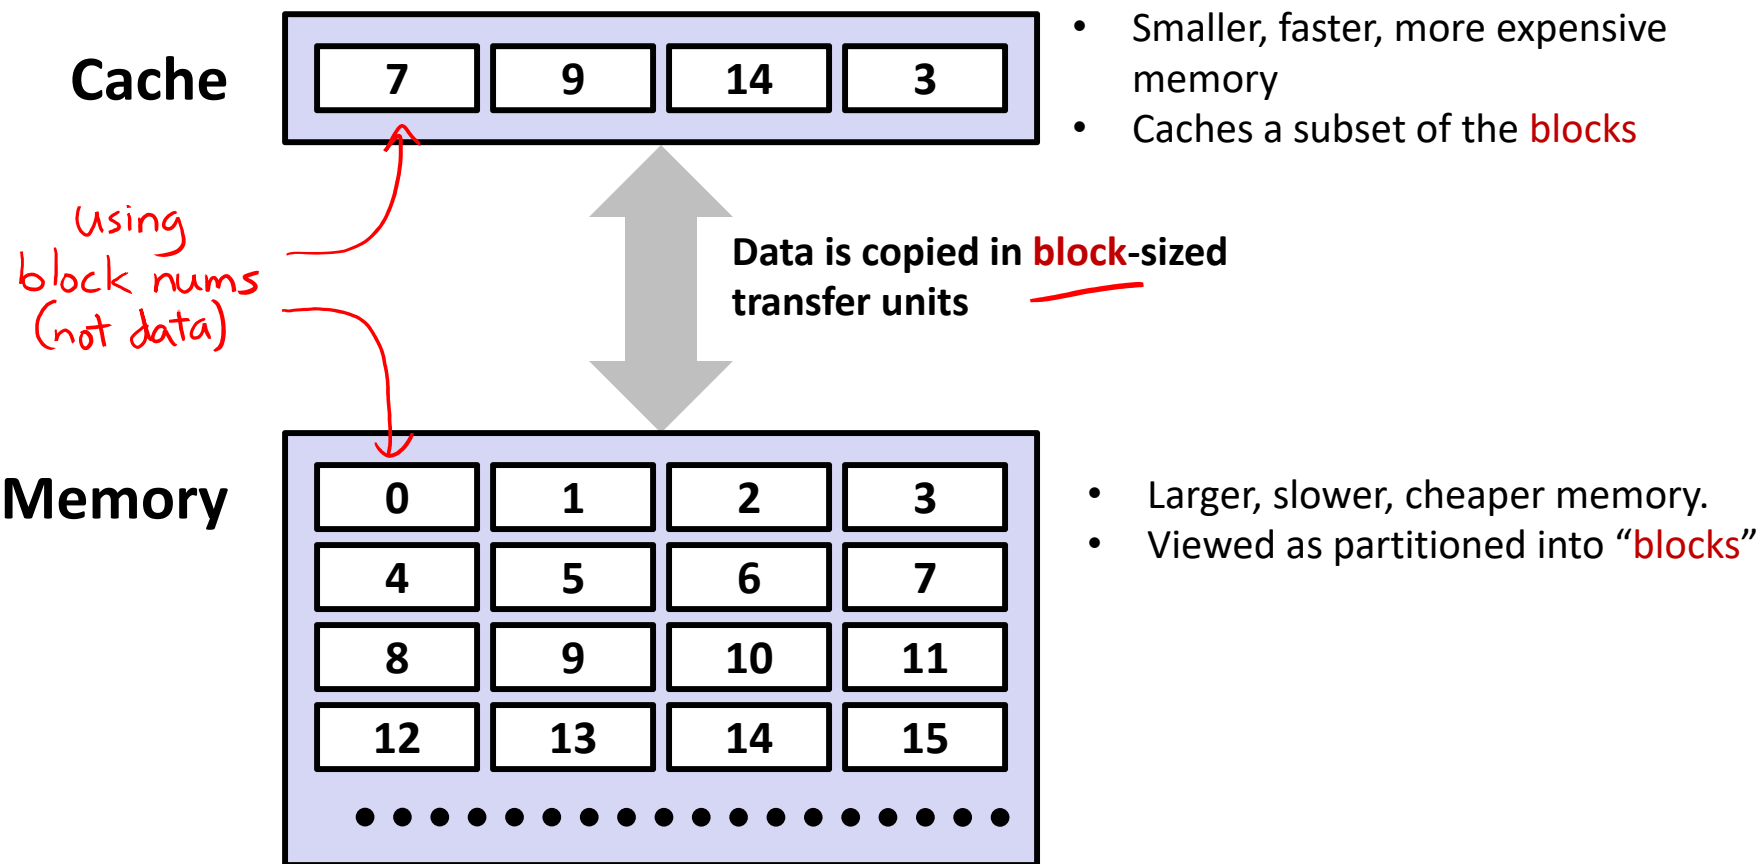 Cache
7 9 14 3
• Smaller, faster, more expensive
memory
• Caches a subset of the blocks
using
block nums
(not data)
Data is copied in block-sized
transfer units
Memory
0 1 2 3
4 5 6 7
8 9 10 11
12 13 14 15
• Larger, slower, cheaper memory.
• Viewed as partitioned into “blocks”